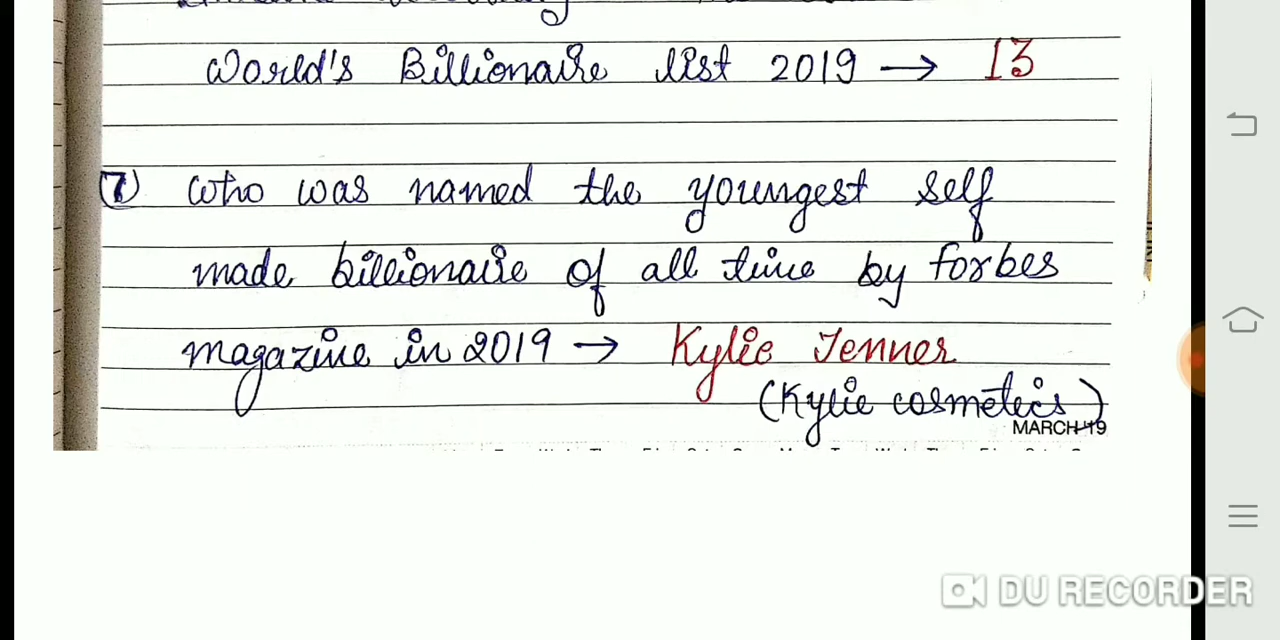 World's Billionaire list 2019 → 13
7) who was named the youngest self
made billionaire of all time by forbes
magazine in 2019 → Kylie Jenner
(Kylie cosmetics)
MARCH-19
DU RECORDER